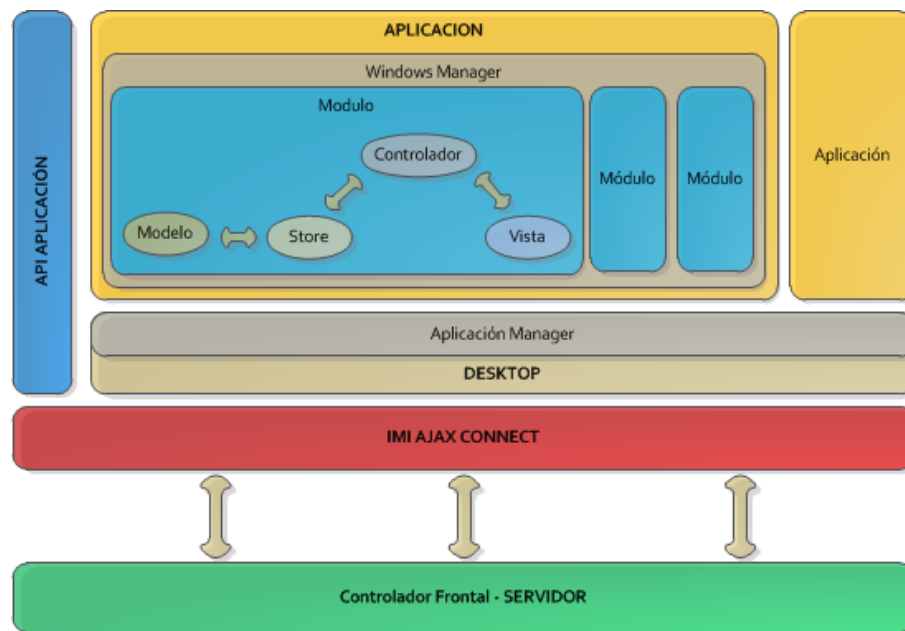 APLICACION
Windows Manager
Modulo
Controlador
Modelo
Store
Vista
Módulo
Módulo
Aplicación
API APLICACIÓN
Aplicación Manager
DESKTOP
IMI AJAX CONNECT
Controlador Frontal - SERVIDOR